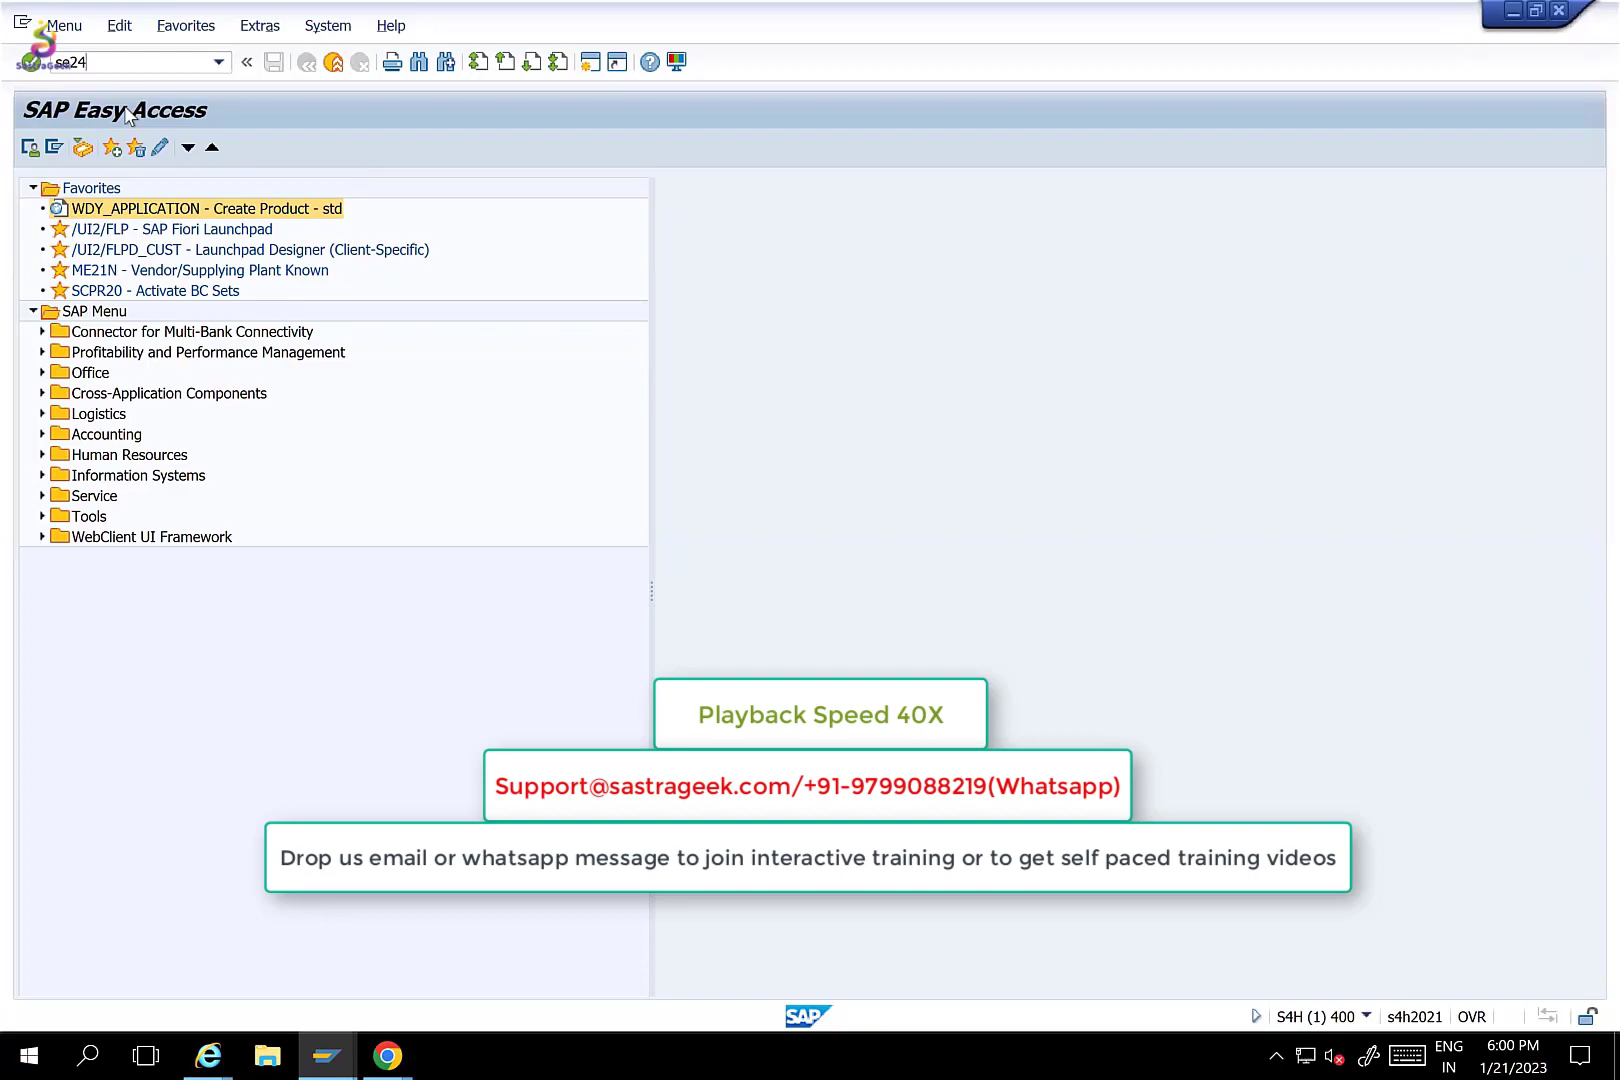 Menu Edit Favorites Extras System Help
se24
SastraGeek
SAP Easy Access
Favorites
WDY_APPLICATION - Create Product - std
/UI2/FLP - SAP Fiori Launchpad
/UI2/FLPD_CUST - Launchpad Designer (Client-Specific)
ME21N - Vendor/Supplying Plant Known
SCPR20 - Activate BC Sets
SAP Menu
Connector for Multi-Bank Connectivity
Profitability and Performance Management
Office
Cross-Application Components
Logistics
Accounting
Human Resources
Information Systems
Service
Tools
WebClient UI Framework
Playback Speed 40X
Support@sastrageek.com/+91-9799088219(Whatsapp)
Drop us email or whatsapp message to join interactive training or to get self paced training videos
SAP
S4H (1) 400 s4h2021 OVR
ENG 6:00 PM
IN 1/21/2023